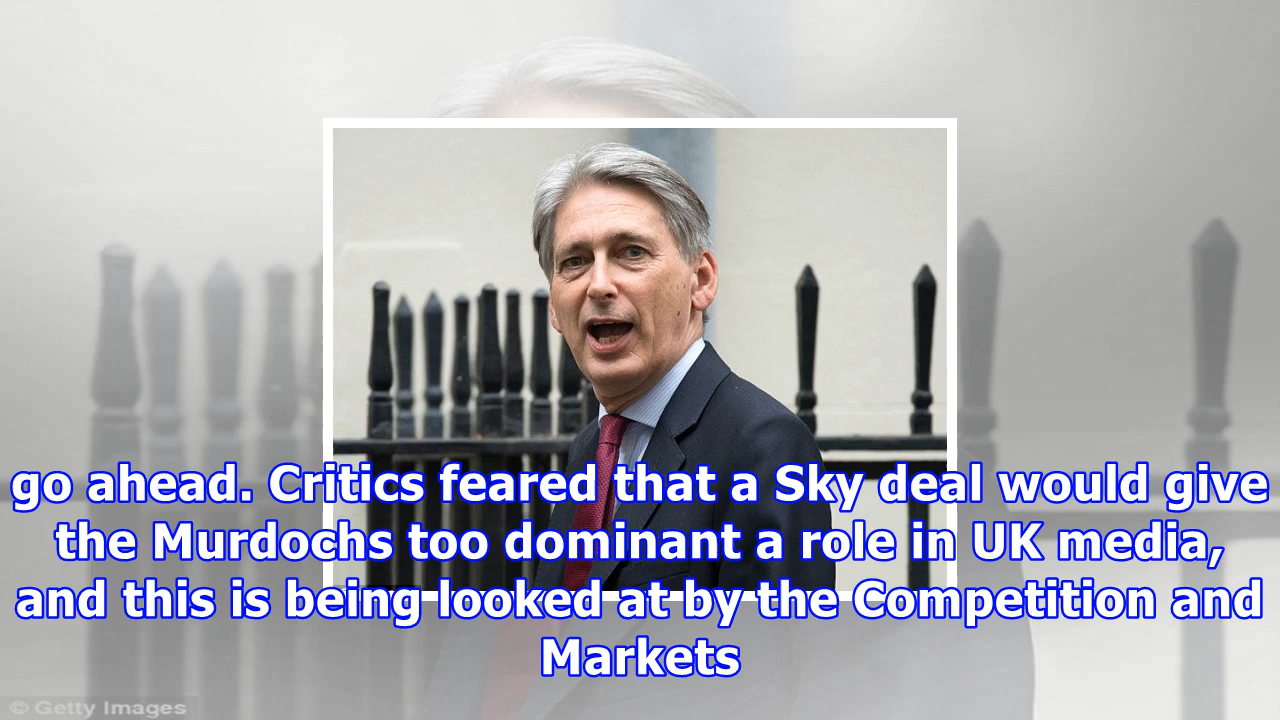 go ahead. Critics feared that a Sky deal would give
the Murdochs too dominant a role in UK media,
and this is being looked at by the Competition and
Markets
© Getty Images